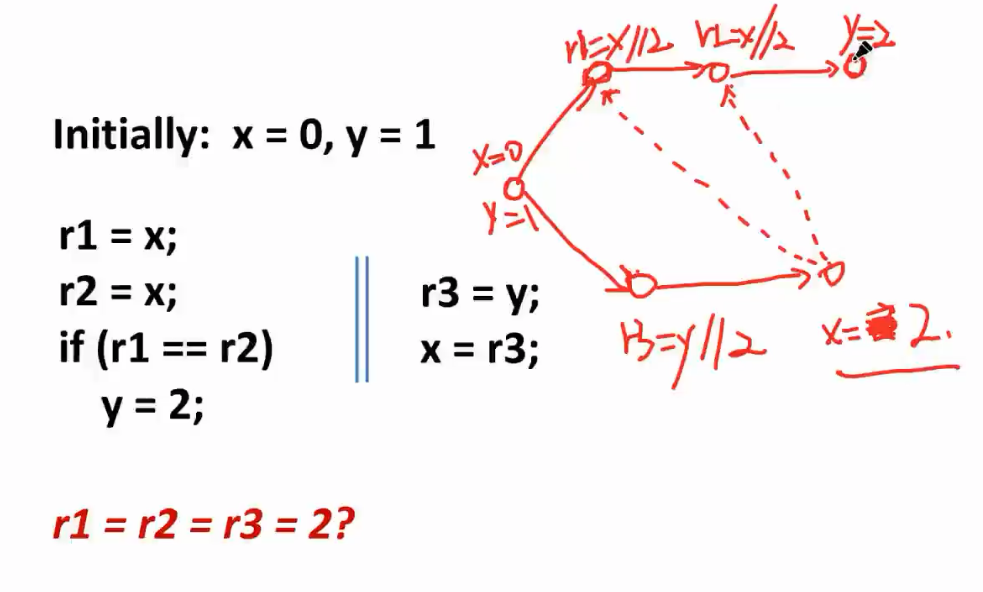 r1=x//2 r2=x//2 y=2
Initially: x = 0, y = 1
x=0
y=1
r1 = x;
r2 = x;
if (r1 == r2)
y = 2;
r3 = y;
x = r3;
r3=y//2
x= 2.
r1 = r2 = r3 = 2?